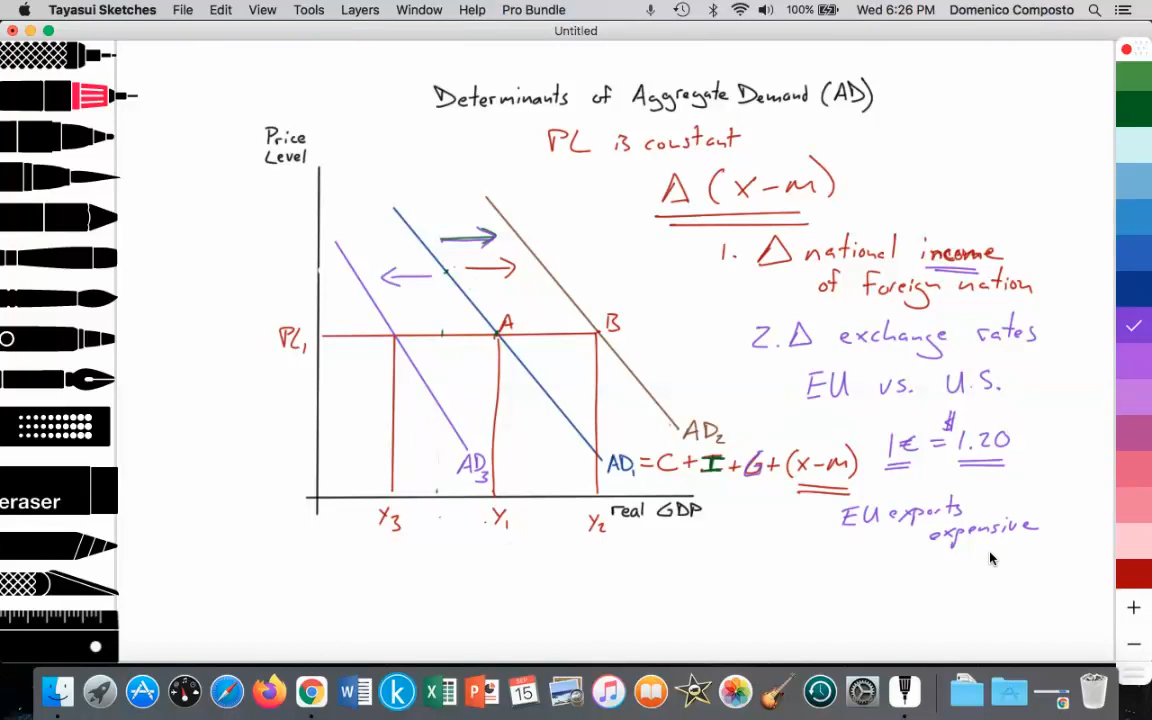 Tayasui Sketches File Edit View Tools Layers Window Help Pro Bundle 100% Wed 6:26 PM Domenico Composto
Untitled
Determinants of Aggregate Demand (AD)
Price
Level
PL is constant
Δ (X-M)
1. Δ national income
of foreign nation
PL₁
A
B
2. Δ exchange rates
EU vs. U.S.
AD₂
1€ = $1.20
AD₃
AD₁ = C + I + G + (X-M)
eraser
Y₃
Y₁
Y₂
real GDP
EU exports
expensive
SEP
15